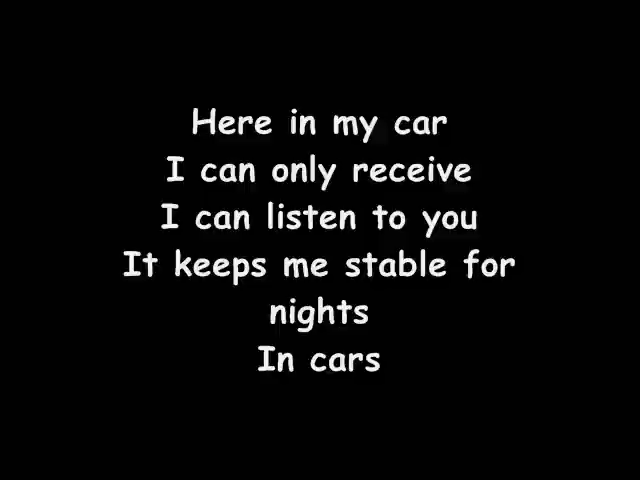 Here in my car
I can only receive
I can listen to you
It keeps me stable for
nights
In cars